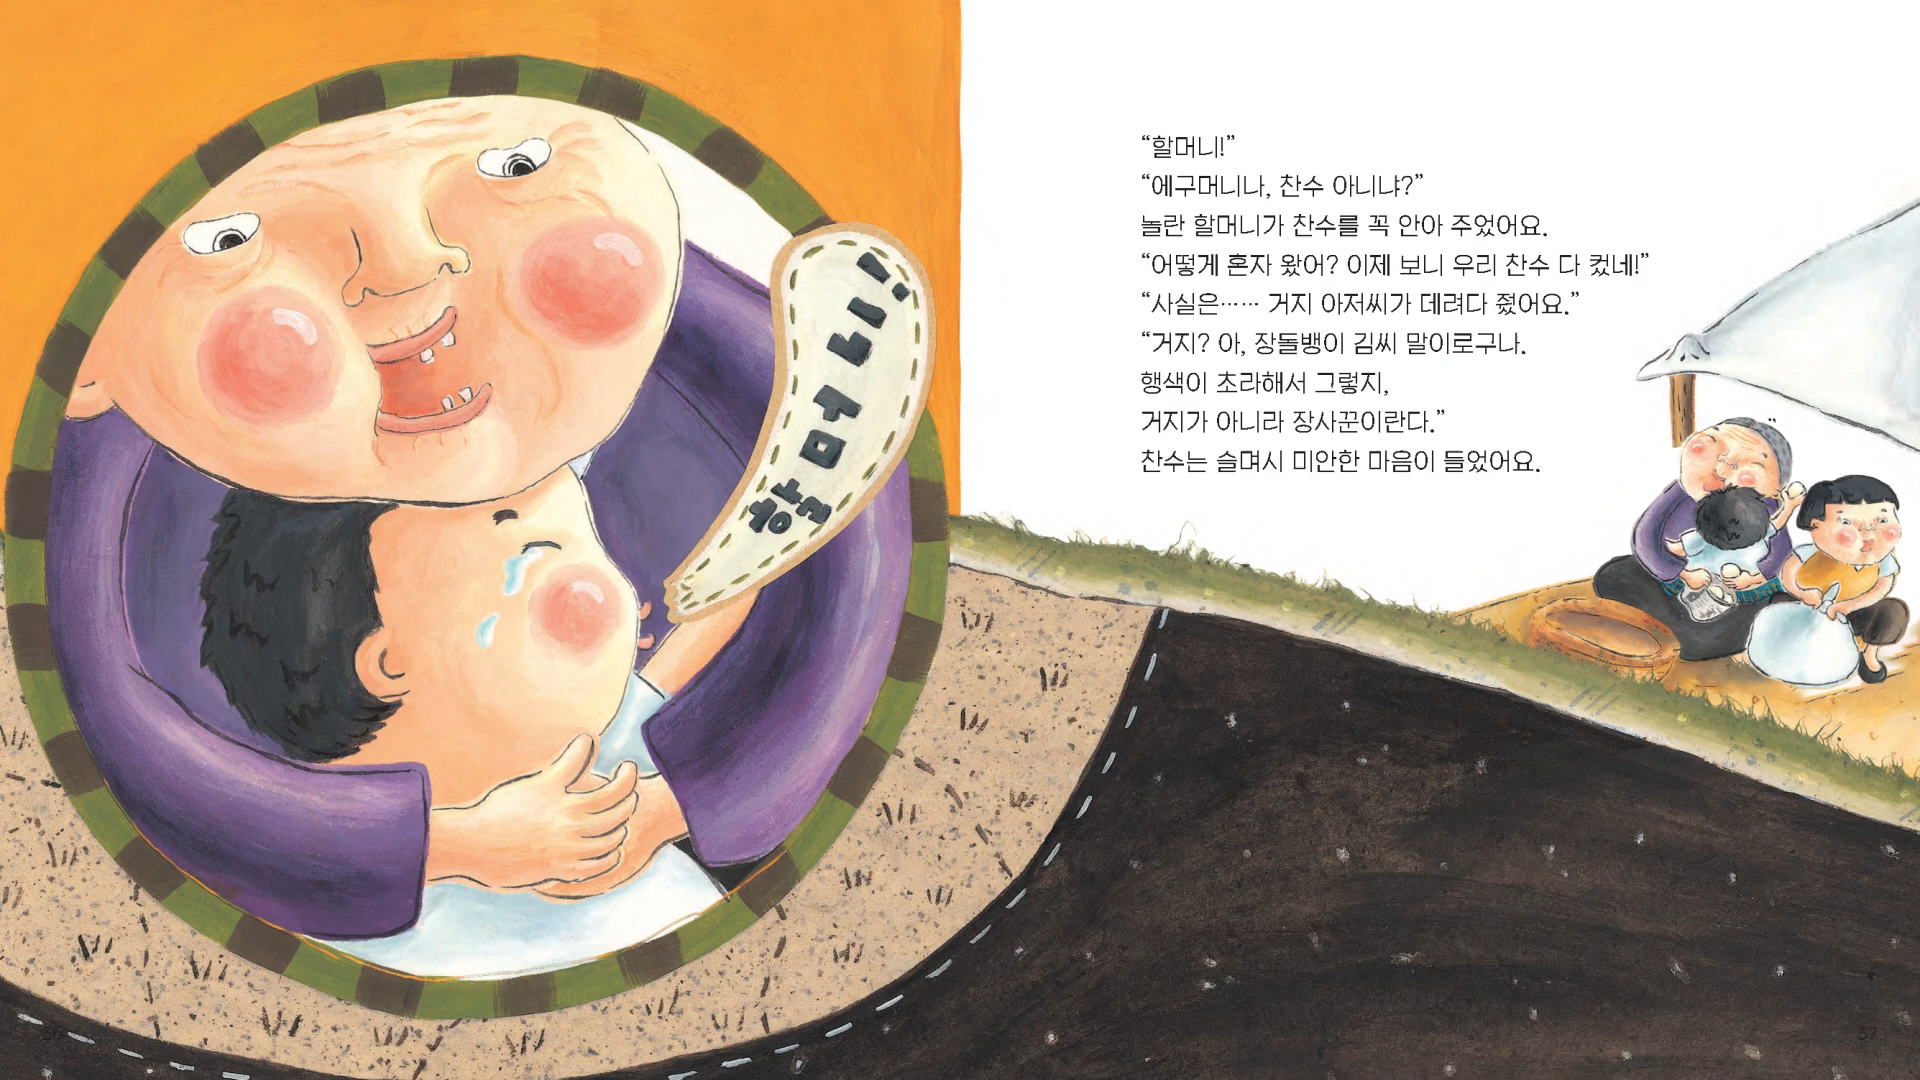 할머니!
“할머니!”
“에구머니나, 찬수 아니냐?”
놀란 할머니가 찬수를 꼭 안아 주었어요.
“어떻게 혼자 왔어? 이제 보니 우리 찬수 다 컸네!”
“사실은…… 거지 아저씨가 데려다 줬어요.”
“거지? 아, 장돌뱅이 김씨 말이로구나.
행색이 초라해서 그렇지,
거지가 아니라 장사꾼이란다.”
찬수는 슬며시 미안한 마음이 들었어요.
36
37